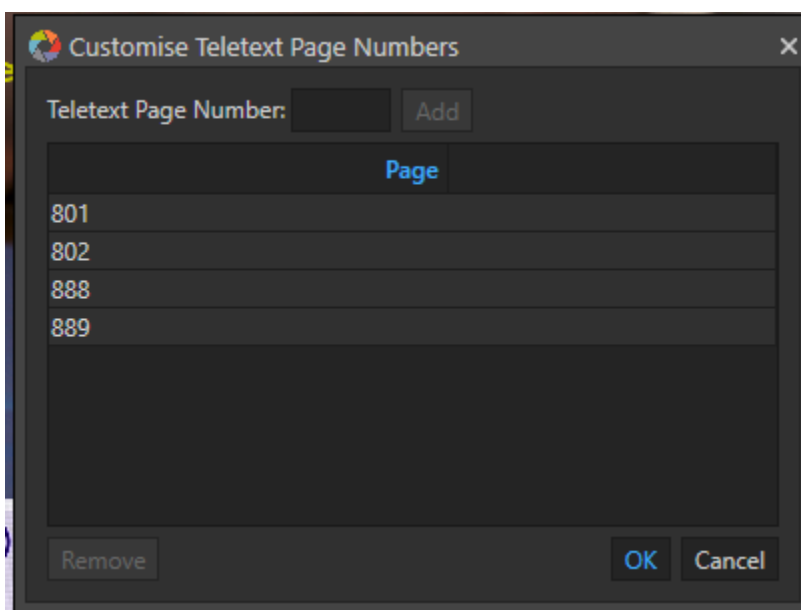 Customise Teletext Page Numbers
Teletext Page Number: Add
Page
801
802
888
889
Remove OK Cancel